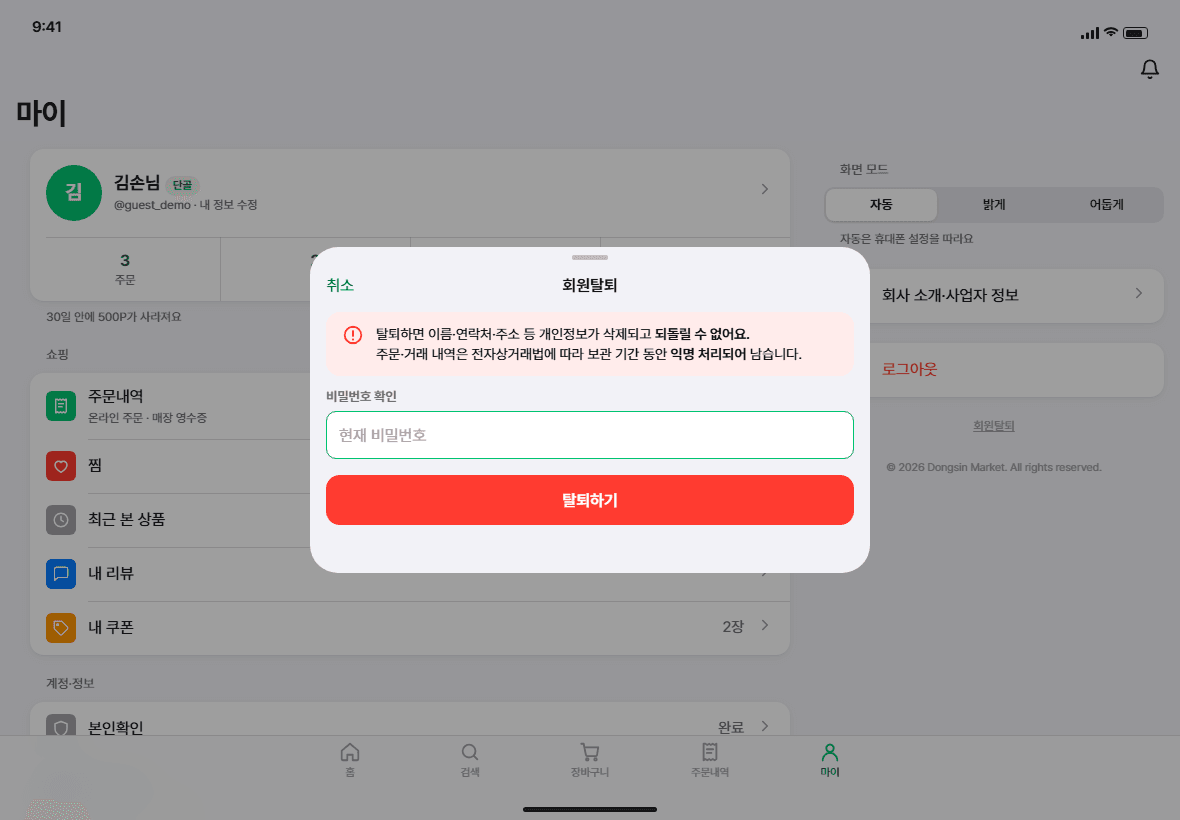 9:41
마이
김
김손님 단골
@guest_demo · 내 정보 수정
3
주문
30일 안에 500P가 사라져요
쇼핑
주문내역
온라인 주문 · 매장 영수증
찜
최근 본 상품
내 리뷰
내 쿠폰
2장
계정·정보
본인확인
완료
화면 모드
자동
밝게
어둡게
자동은 휴대폰 설정을 따라요
회사 소개·사업자 정보
로그아웃
회원탈퇴
© 2026 Dongsin Market. All rights reserved.
취소
회원탈퇴
탈퇴하면 이름·연락처·주소 등 개인정보가 삭제되고 되돌릴 수 없어요.
주문·거래 내역은 전자상거래법에 따라 보관 기간 동안 익명 처리되어 남습니다.
비밀번호 확인
현재 비밀번호
탈퇴하기
홈
검색
장바구니
주문내역
마이